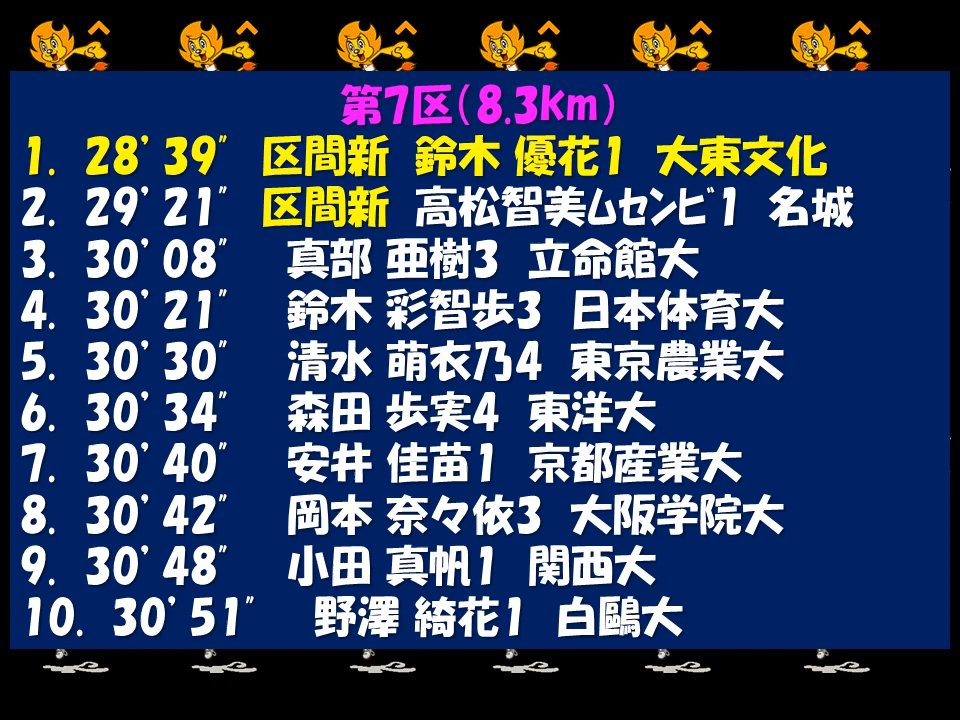 第7区(8.3km)
1. 28’39” 区間新 鈴木 優花1 大東文化
2. 29’21” 区間新 高松智美ﾑｾﾝﾋﾞ1 名城
3. 30’08” 真部 亜樹3 立命館大
4. 30’21” 鈴木 彩智歩3 日本体育大
5. 30’30” 清水 萌衣乃4 東京農業大
6. 30’34” 森田 歩実4 東洋大
7. 30’40” 安井 佳苗1 京都産業大
8. 30’42” 岡本 奈々依3 大阪学院大
9. 30’48” 小田 真帆1 関西大
10. 30’51” 野澤 綺花1 白鷗大